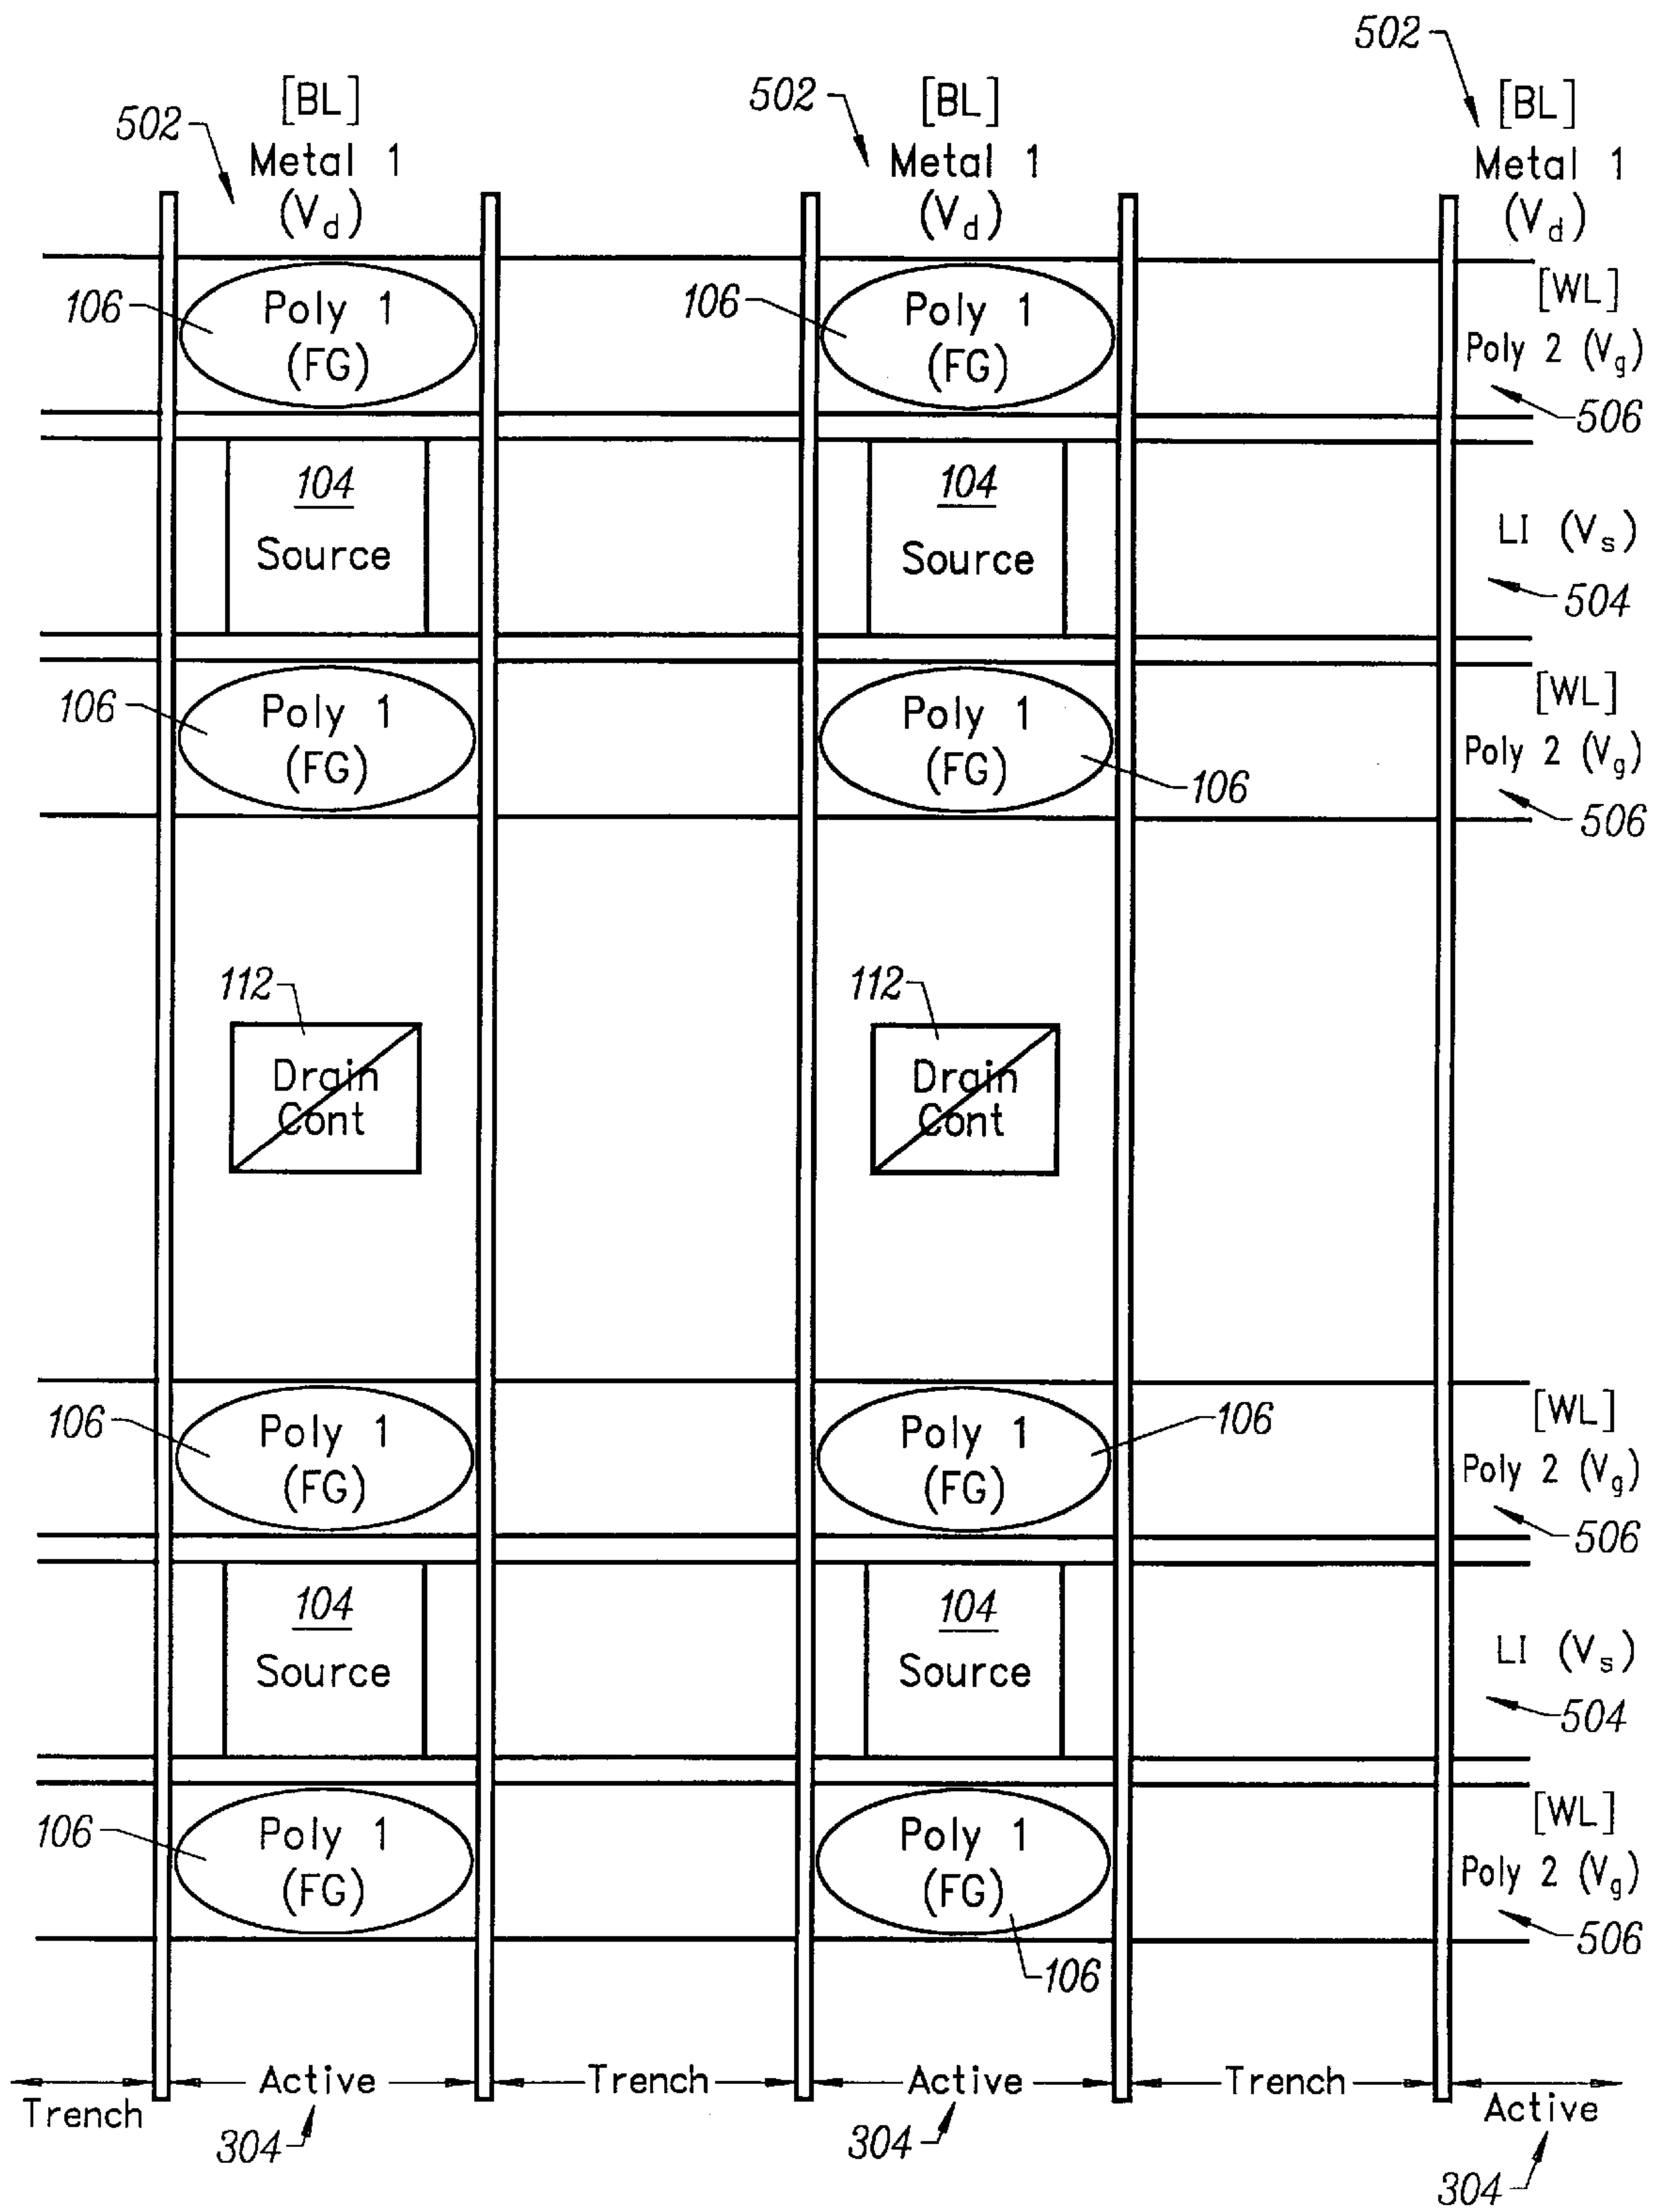 502
[BL] [BL] [BL]
502 502
Metal 1 Metal 1 Metal 1
(Vd) (Vd) (Vd)
[WL]
106 Poly 1 106 Poly 1
(FG) (FG) Poly 2 (Vg)
506
104 104
Source Source LI (Vs)
504
[WL]
106 Poly 1 Poly 1
(FG) (FG) Poly 2 (Vg)
106 506
112 112
Drain Drain
Cont Cont
106 Poly 1 Poly 1 106 [WL]
(FG) (FG) Poly 2 (Vg)
506
104 104
Source Source LI (Vs)
504
[WL]
106 Poly 1 Poly 1
(FG) (FG) Poly 2 (Vg)
506
106
Active Trench Active Trench
Trench Active
304 304
304